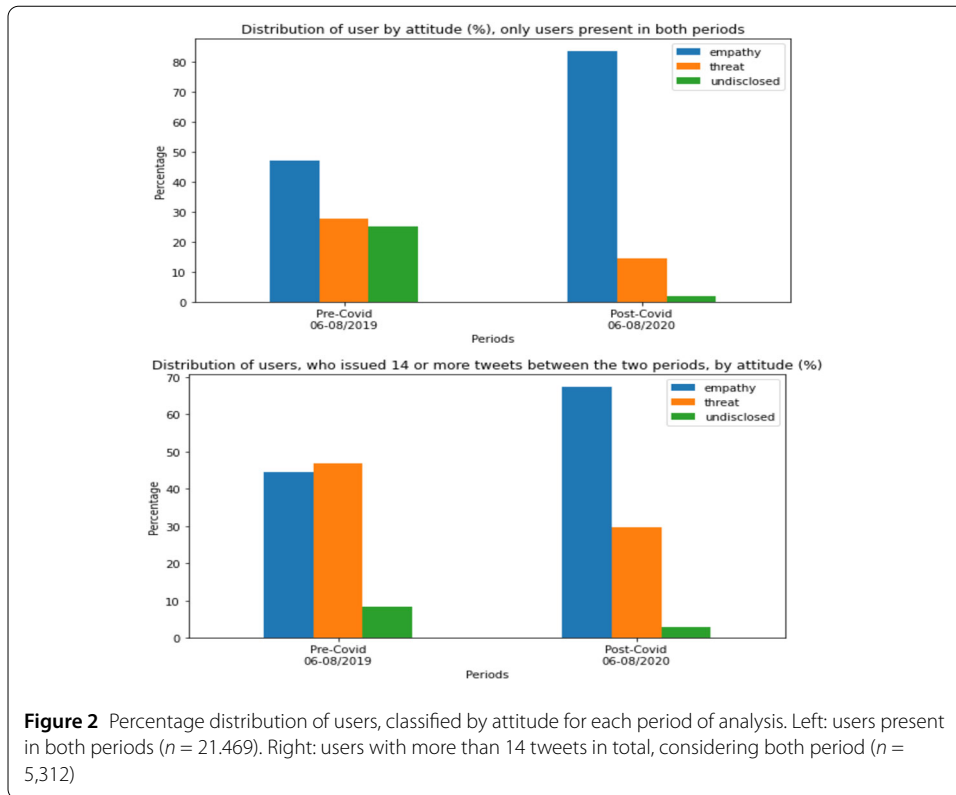 Distribution of user by attitude (%), only users present in both periods
empathy
threat
undisclosed
80
70
60
50
40
30
20
10
0
Percentage
Pre-Covid
06-08/2019
Post-Covid
06-08/2020
Periods
Distribution of users, who issued 14 or more tweets between the two periods, by attitude (%)
empathy
threat
undisclosed
70
60
50
40
30
20
10
0
Percentage
Pre-Covid
06-08/2019
Post-Covid
06-08/2020
Periods
Figure 2 Percentage distribution of users, classified by attitude for each period of analysis. Left: users present
in both periods (n = 21.469). Right: users with more than 14 tweets in total, considering both period (n =
5,312)